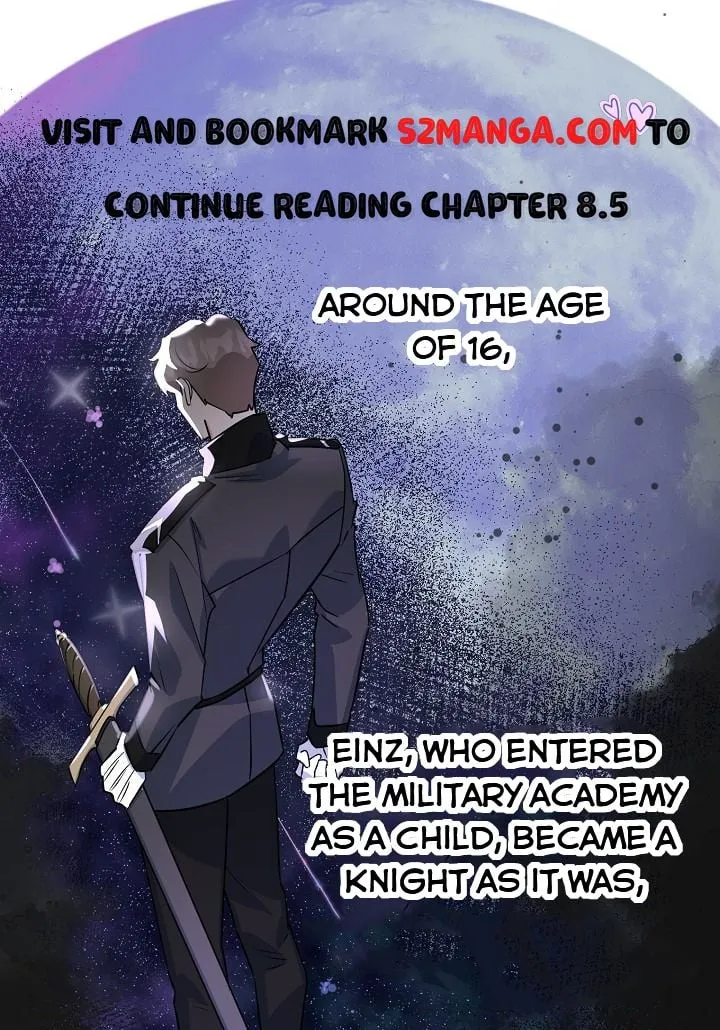 VISIT AND BOOKMARK S2MANGA.COM TO
CONTINUE READING CHAPTER 8.5
AROUND THE AGE
OF 16,
EINZ, WHO ENTERED
THE MILITARY ACADEMY
AS A CHILD, BECAME A
KNIGHT AS IT WAS,